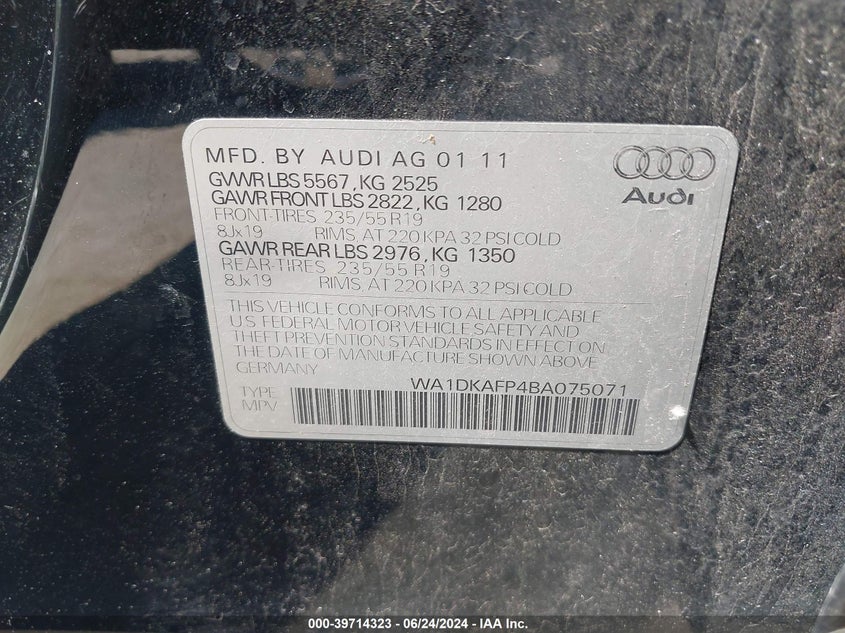 MFD. BY AUDI AG 01 11
GVWR LBS 5567, KG 2525
GAWR FRONT LBS 2822, KG 1280
FRONT-TIRES 235/55 R19
8Jx19 RIMS, AT 220 KPA 32 PSI COLD
GAWR REAR LBS 2976, KG 1350
REAR-TIRES 235/55 R19
8Jx19 RIMS, AT 220 KPA 32 PSI COLD
THIS VEHICLE CONFORMS TO ALL APPLICABLE
U.S. FEDERAL MOTOR VEHICLE SAFETY AND
THEFT PREVENTION STANDARDS IN EFFECT ON
THE DATE OF MANUFACTURE SHOWN ABOVE
GERMANY
WA1DKAFP4BA075071
TYPE
MPV
Audi
000-39714323 - 06/24/2024 - IAA Inc.